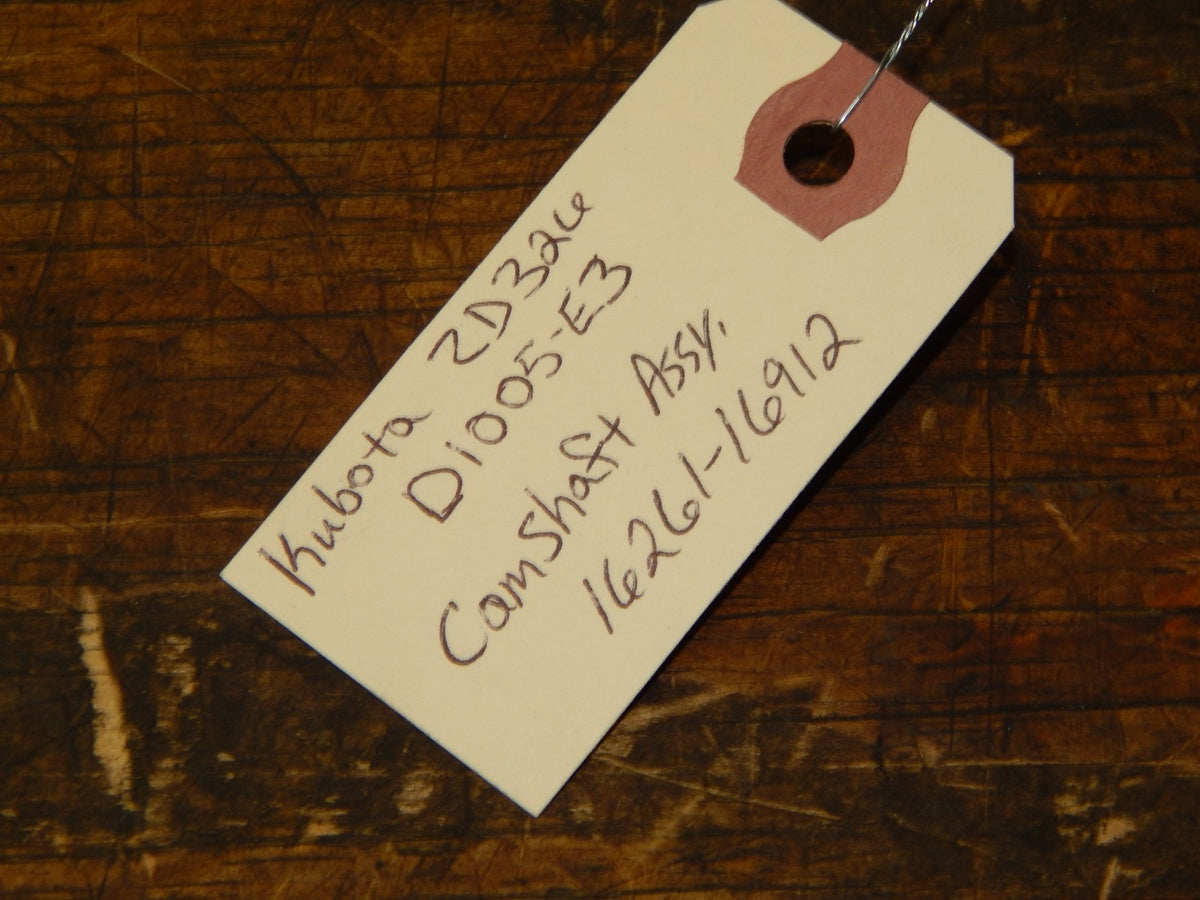 Kubota ZD326
D1005-E3
Camshaft Assy.
16261-16912